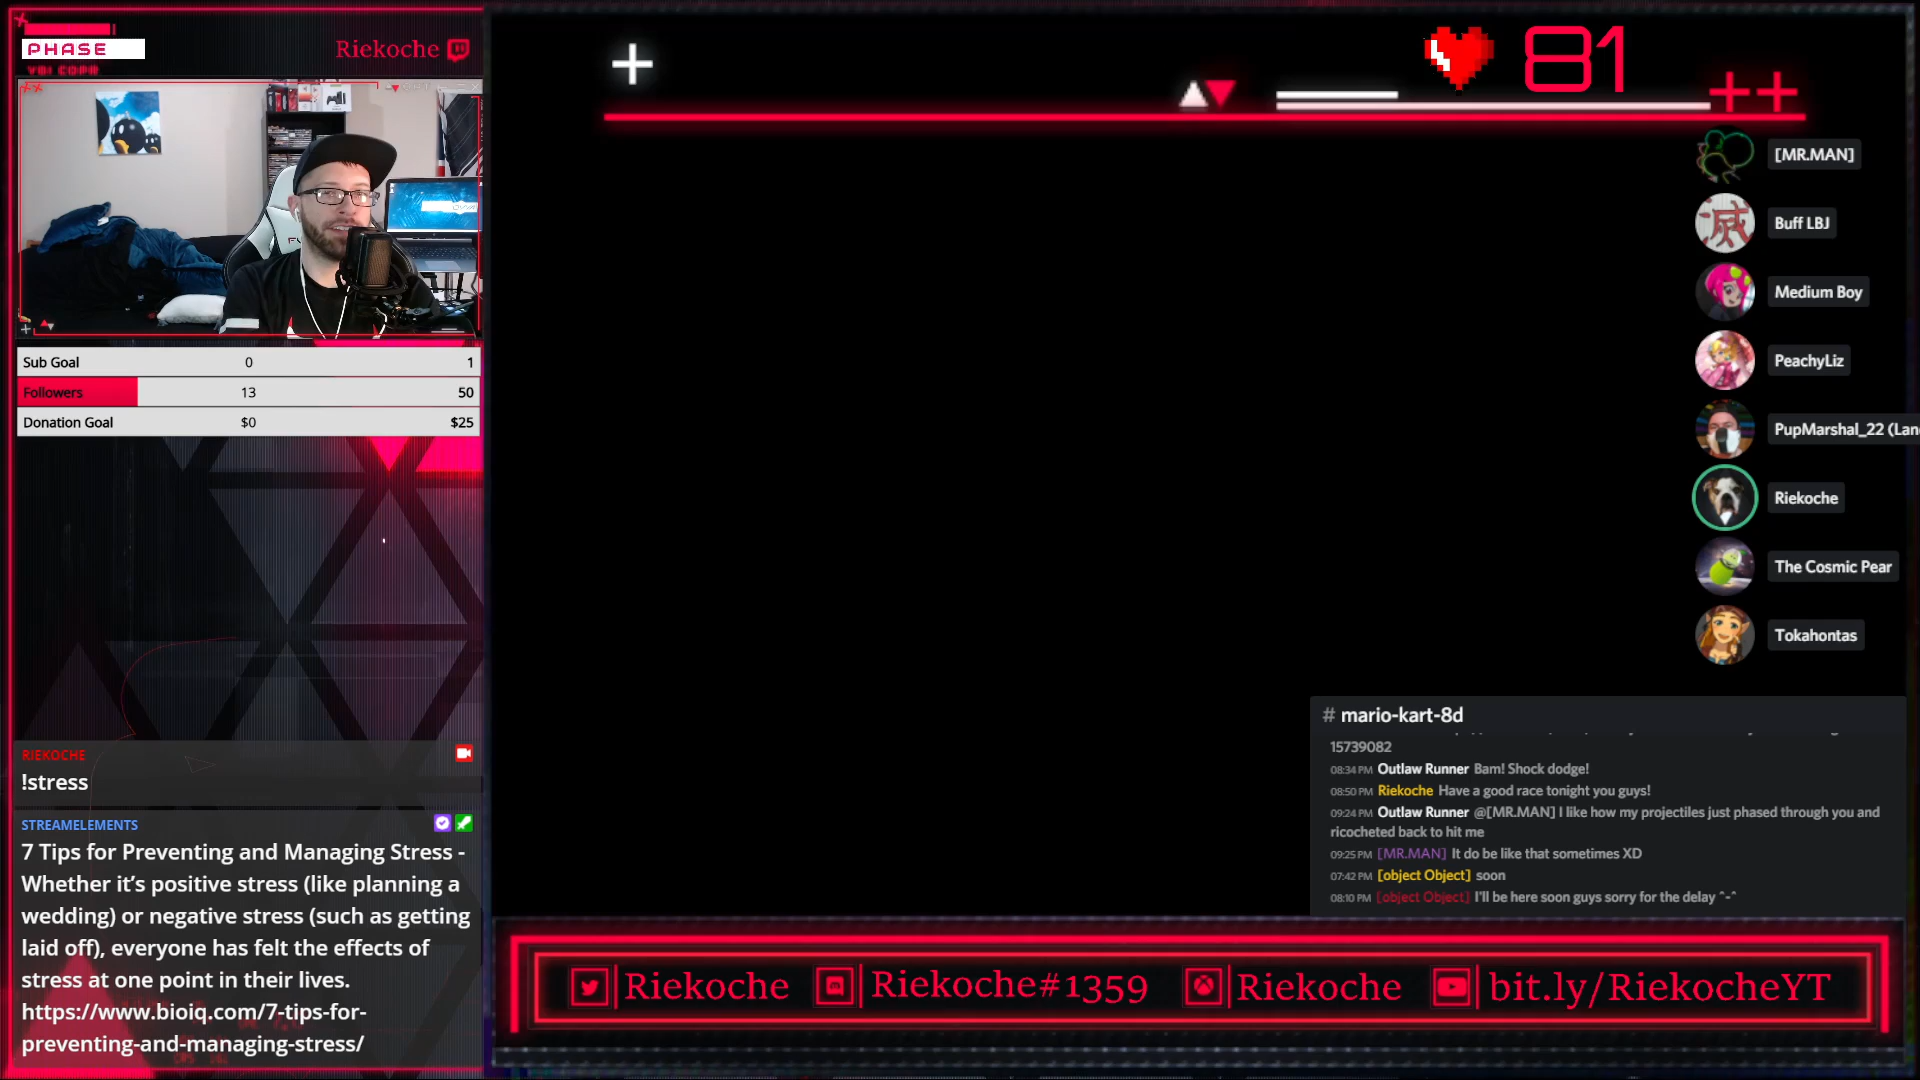 PHASE
Riekoche
Sub Goal 0 1
Followers 13 50
Donation Goal $0 $25
RIEKOCHE
!stress
STREAMELEMENTS
7 Tips for Preventing and Managing Stress -
Whether it’s positive stress (like planning a
wedding) or negative stress (such as getting
laid off), everyone has felt the effects of
stress at one point in their lives.
https://www.bioiq.com/7-tips-for-
preventing-and-managing-stress/
81
[MR.MAN]
Buff LBJ
Medium Boy
PeachyLiz
PupMarshal_22
Riekoche
The Cosmic Pear
Tokahontas
# mario-kart-8d
15739082
08:34 PM Outlaw Runner Bam! Shock dodge!
08:50 PM Riekoche Have a good race tonight you guys!
09:24 PM Outlaw Runner @[MR.MAN] I like how my projectiles just phased through you and
ricocheted back to hit me
09:25 PM [MR.MAN] It do be like that sometimes XD
07:42 PM [object Object] soon
08:10 PM [object Object] I'll be here soon guys sorry for the delay ^-^
Riekoche Riekoche#1359 Riekoche bit.ly/RiekocheYT